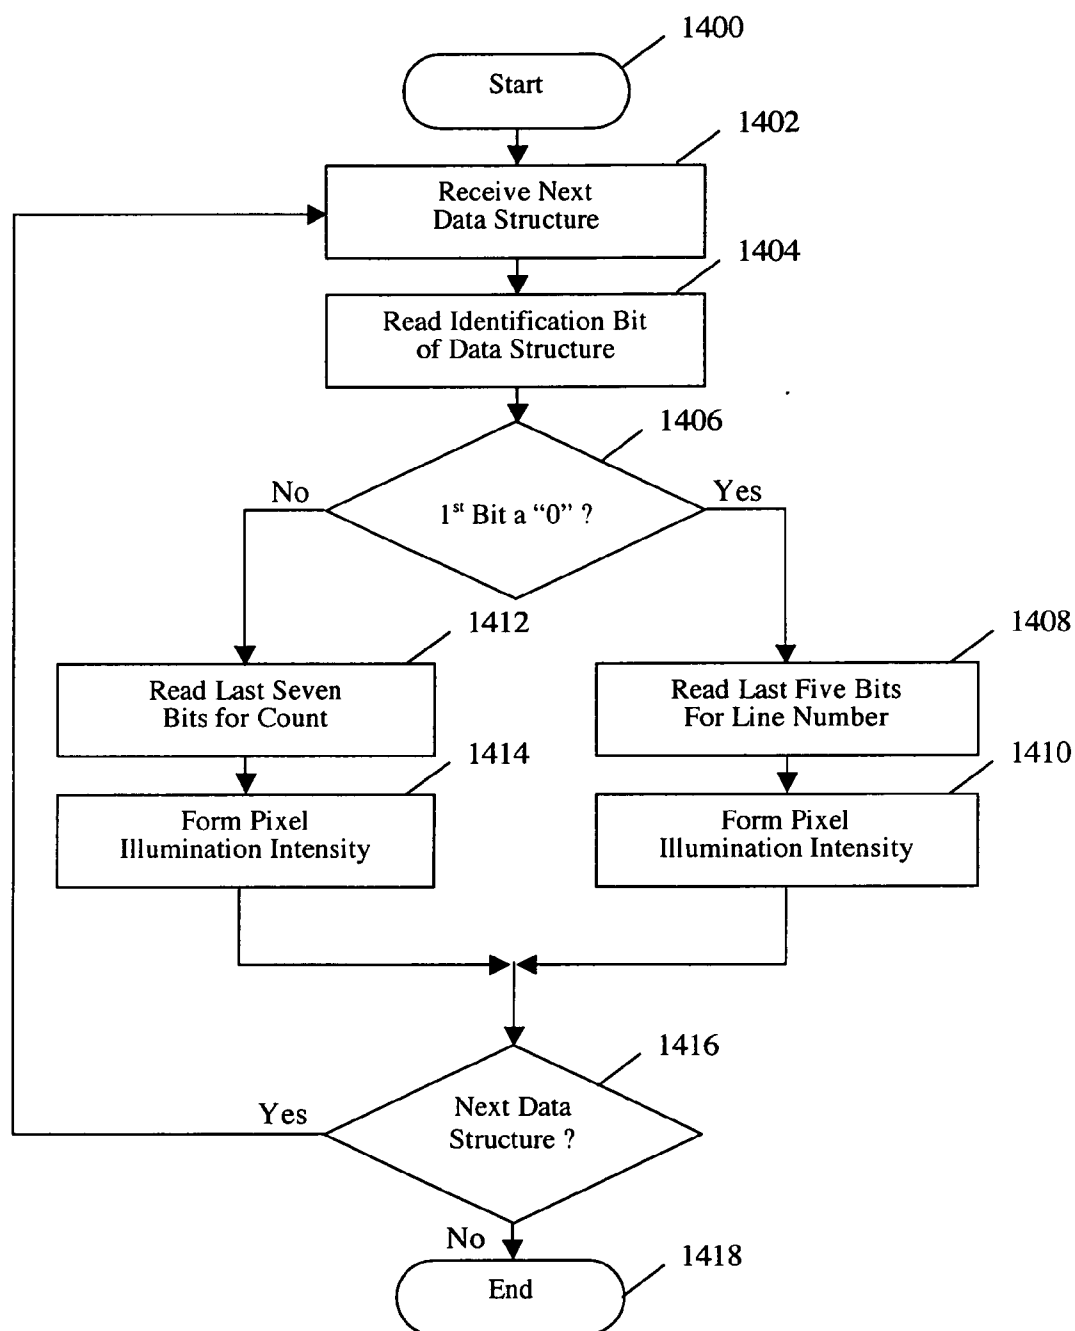 1400
Start
1402
Receive Next
Data Structure
1404
Read Identification Bit
of Data Structure
1406
No
Yes
1st Bit a “0” ?
1412
1408
Read Last Seven
Bits for Count
Read Last Five Bits
For Line Number
1414
1410
Form Pixel
Illumination Intensity
Form Pixel
Illumination Intensity
1416
Yes
Next Data
Structure ?
No
1418
End